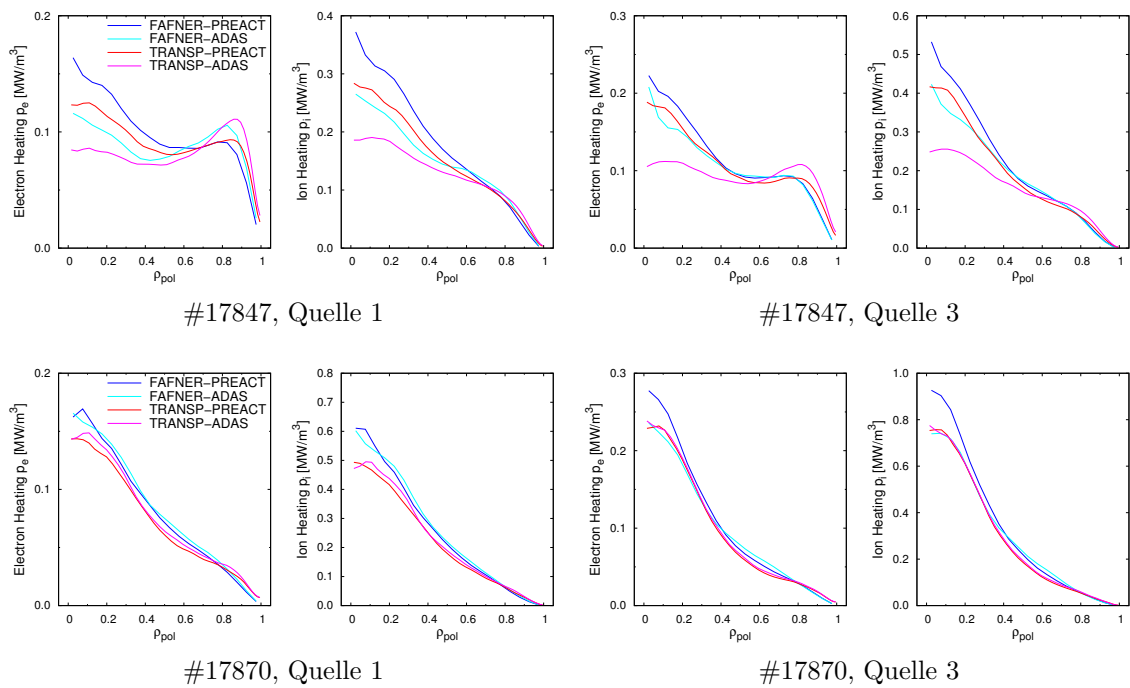 Electron Heating pe [MW/m3]
0.2
0.1
0.0
FAFNER-PREACT
FAFNER-ADAS
TRANSP-PREACT
TRANSP-ADAS
0 0.2 0.4 0.6 0.8 1
ρpol
Ion Heating pi [MW/m3]
0.4
0.3
0.2
0.1
0.0
0 0.2 0.4 0.6 0.8 1
ρpol
#17847, Quelle 1
Electron Heating pe [MW/m3]
0.3
0.2
0.1
0.0
0 0.2 0.4 0.6 0.8 1
ρpol
Ion Heating pi [MW/m3]
0.6
0.5
0.4
0.3
0.2
0.1
0.0
0 0.2 0.4 0.6 0.8 1
ρpol
#17847, Quelle 3
Electron Heating pe [MW/m3]
0.2
0.1
0.0
FAFNER-PREACT
FAFNER-ADAS
TRANSP-PREACT
TRANSP-ADAS
0 0.2 0.4 0.6 0.8 1
ρpol
Ion Heating pi [MW/m3]
0.8
0.7
0.6
0.5
0.4
0.3
0.2
0.1
0.0
0 0.2 0.4 0.6 0.8 1
ρpol
#17870, Quelle 1
Electron Heating pe [MW/m3]
0.3
0.2
0.1
0.0
0 0.2 0.4 0.6 0.8 1
ρpol
Ion Heating pi [MW/m3]
1.0
0.8
0.6
0.4
0.2
0.0
0 0.2 0.4 0.6 0.8 1
ρpol
#17870, Quelle 3